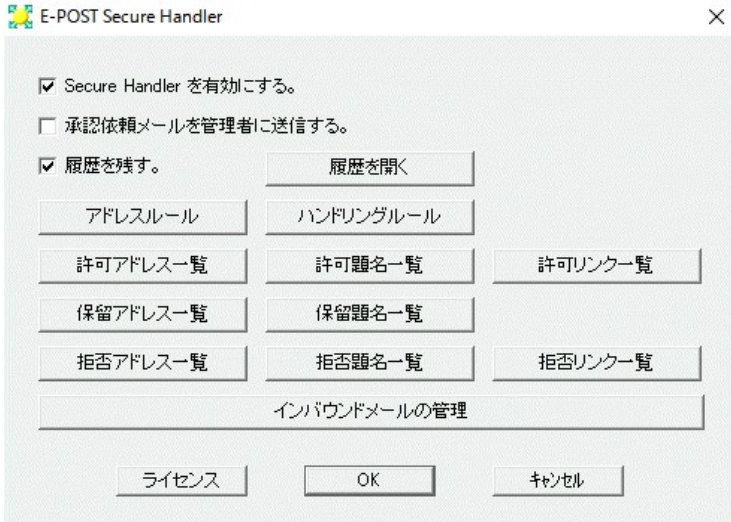 E-POST Secure Handler
Secure Handler を有効にする。
承認依頼メールを管理者に送信する。
履歴を残す。 履歴を開く
アドレスルール ハンドリングルール
許可アドレス一覧 許可題名一覧 許可リンク一覧
保留アドレス一覧 保留題名一覧
拒否アドレス一覧 拒否題名一覧 拒否リンク一覧
インバウンドメールの管理
ライセンス OK キャンセル